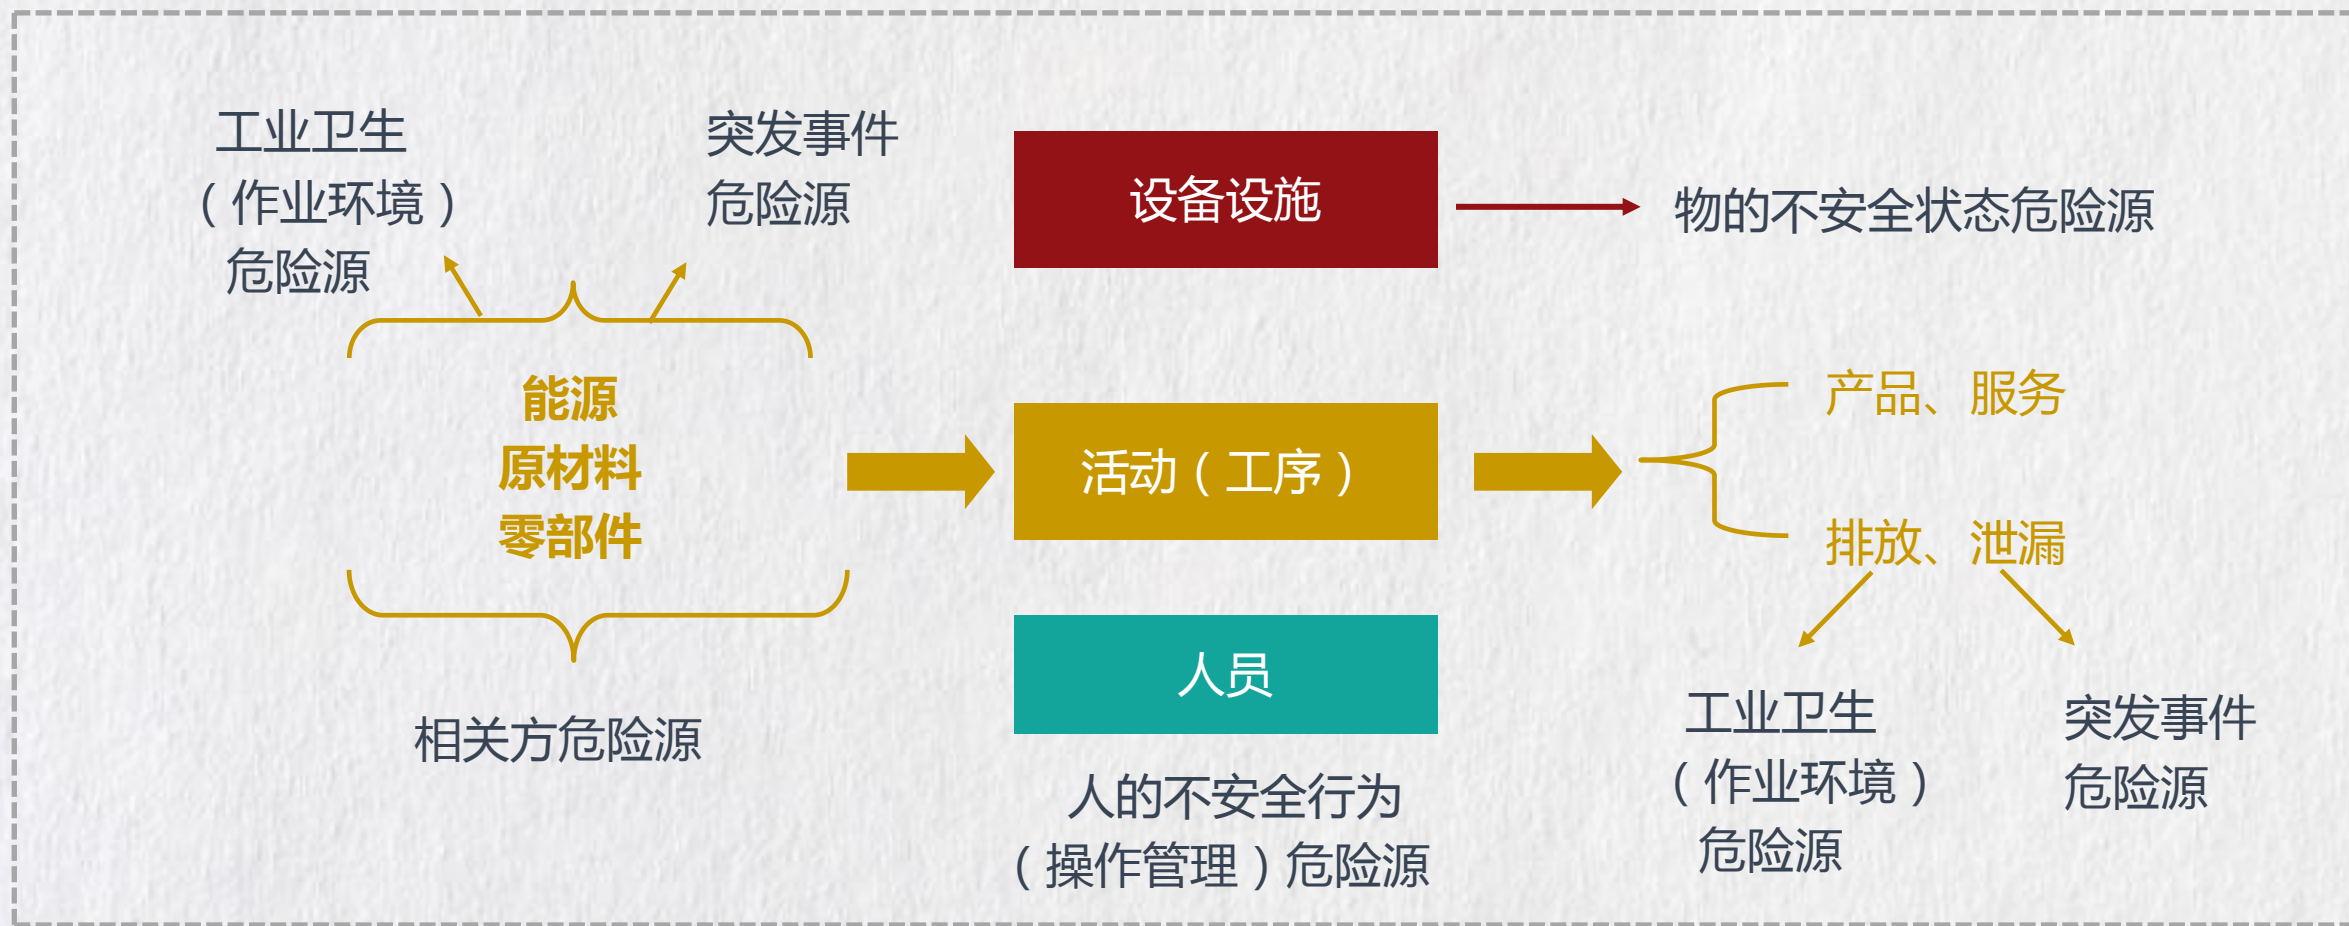 工业卫生
（作业环境）
危险源
突发事件
危险源
能源
原材料
零部件
相关方危险源
设备设施
活动（工序）
人员
人的不安全行为
（操作管理）危险源
物的不安全状态危险源
产品、服务
排放、泄漏
工业卫生
（作业环境）
危险源
突发事件
危险源